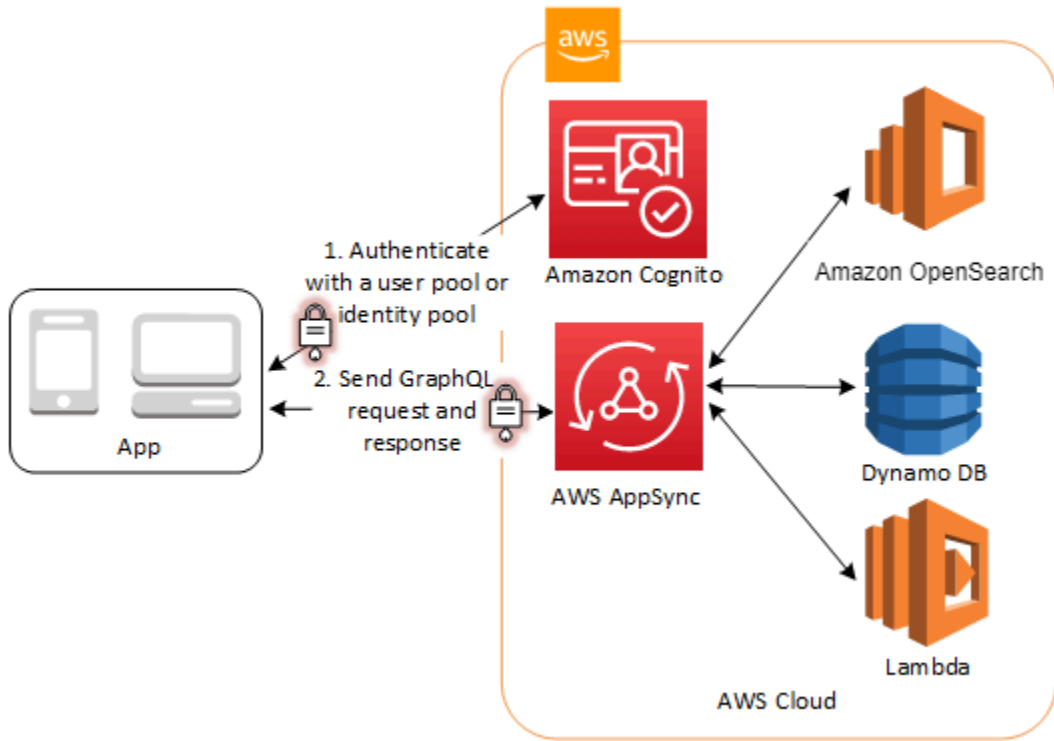 aws
1. Authenticate
with a user pool or
identity pool
Amazon Cognito
Amazon OpenSearch
2. Send GraphQL
request and
response
App
AWS AppSync
Dynamo DB
Lambda
AWS Cloud